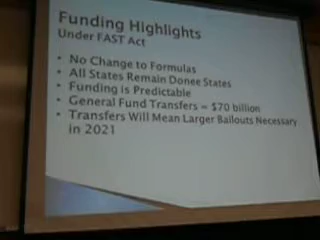 Funding Highlights
Under FAST Act
• No Change to Formulas
• All States Remain Donee States
• Funding is Predictable
• General Fund Transfers = $70 billion
• Transfers Will Mean Larger Bailouts Necessary
in 2021